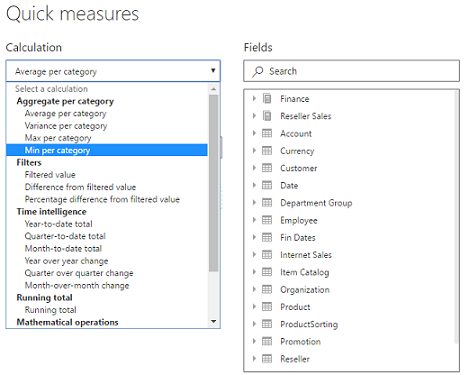 Quick measures
Calculation
Average per category
Select a calculation
Aggregate per category
Average per category
Variance per category
Max per category
Min per category
Filters
Filtered value
Difference from filtered value
Percentage difference from filtered value
Time intelligence
Year-to-date total
Quarter-to-date total
Month-to-date total
Year over year change
Quarter over quarter change
Month-over-month change
Running total
Running total
Mathematical operations
Fields
Search
Finance
Reseller Sales
Account
Currency
Customer
Date
Department Group
Employee
Fin Dates
Internet Sales
Item Catalog
Organization
Product
ProductSorting
Promotion
Reseller